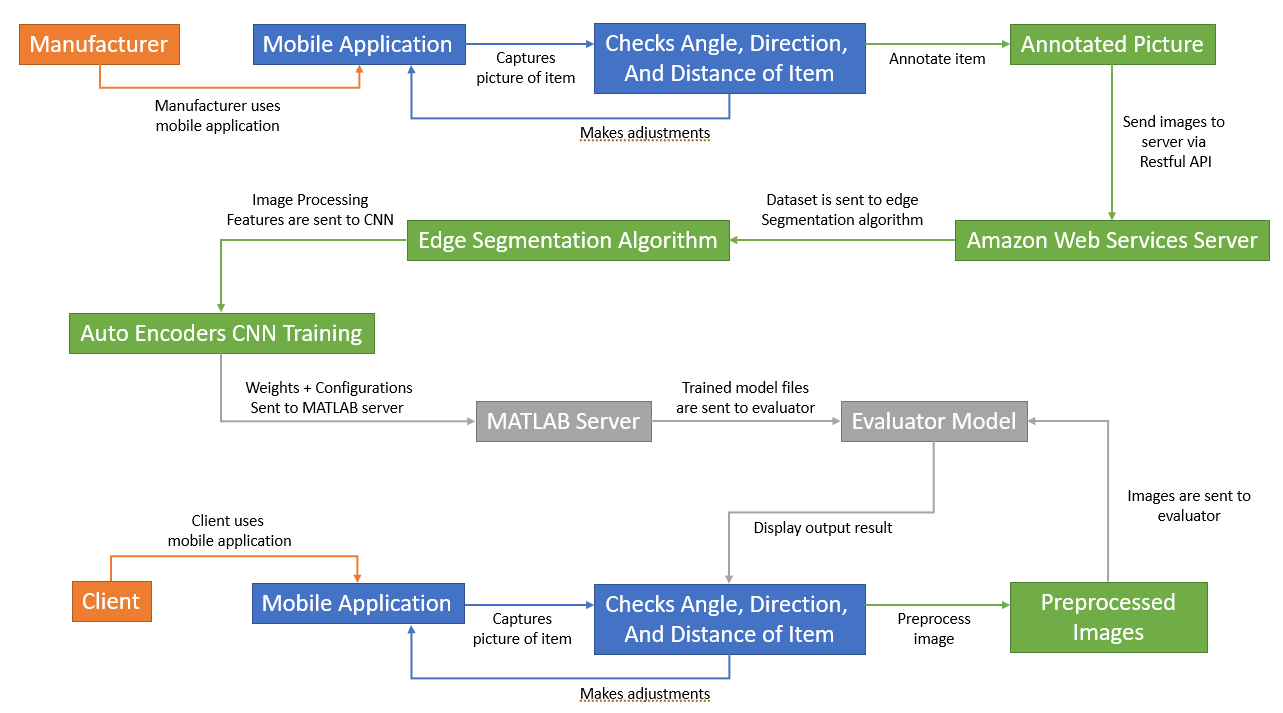 Manufacturer
Mobile Application
Checks Angle, Direction,
And Distance of Item
Annotated Picture
Captures
picture of item
Annotate item
Manufacturer uses
mobile application
Makes adjustments
Send images to
server via
Restful API
Image Processing
Features are sent to CNN
Dataset is sent to edge
Segmentation algorithm
Edge Segmentation Algorithm
Amazon Web Services Server
Auto Encoders CNN Training
Weights + Configurations
Sent to MATLAB server
Trained model files
are sent to evaluator
MATLAB Server
Evaluator Model
Images are sent to
evaluator
Client uses
mobile application
Display output result
Client
Mobile Application
Checks Angle, Direction,
And Distance of Item
Preprocessed
Images
Captures
picture of item
Preprocess
image
Makes adjustments